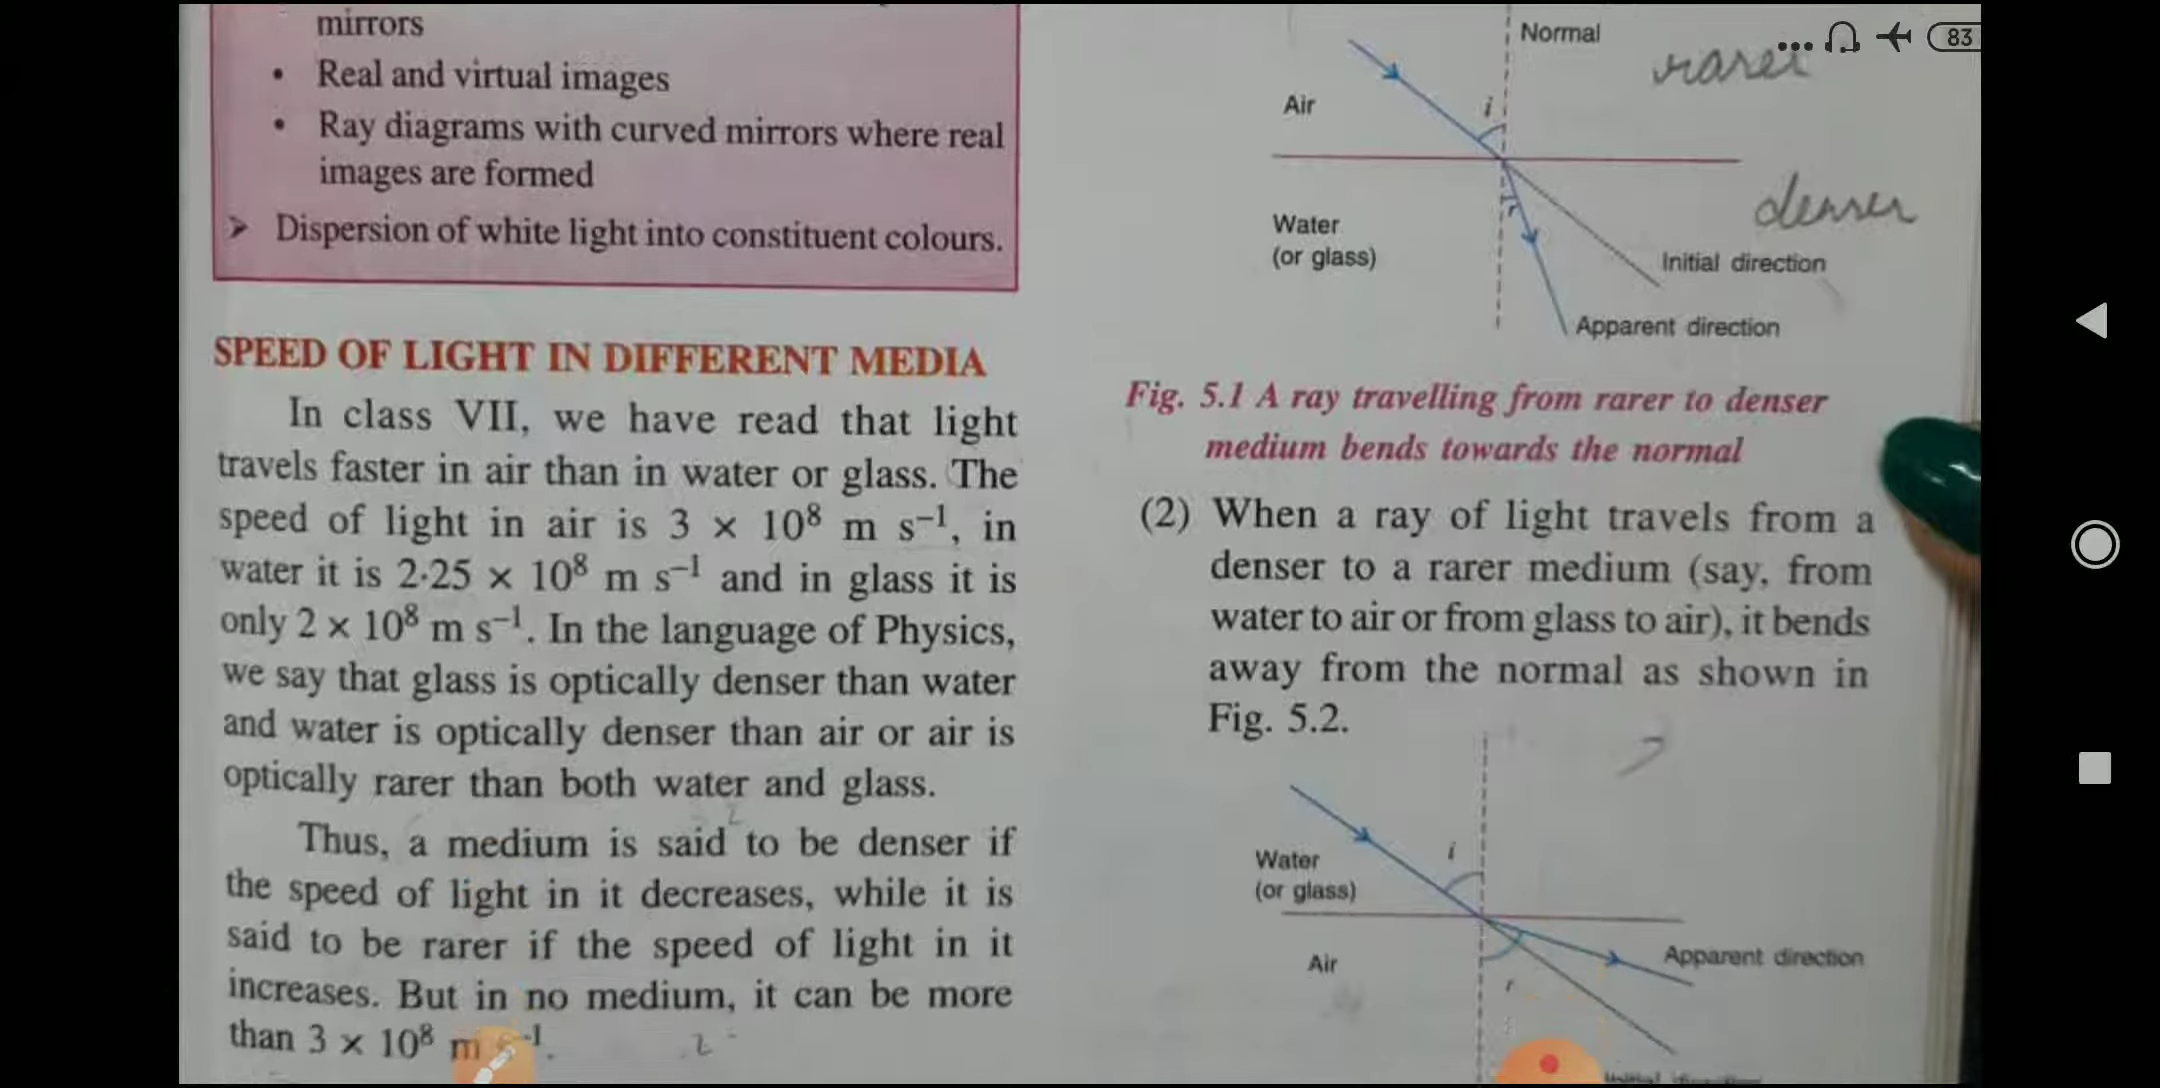 mirrors
• Real and virtual images
• Ray diagrams with curved mirrors where real
images are formed
➤ Dispersion of white light into constituent colours.
SPEED OF LIGHT IN DIFFERENT MEDIA
In class VII, we have read that light
travels faster in air than in water or glass. The
speed of light in air is 3 × 10⁸ m s⁻¹, in
water it is 2·25 × 10⁸ m s⁻¹ and in glass it is
only 2 × 10⁸ m s⁻¹. In the language of Physics,
we say that glass is optically denser than water
and water is optically denser than air or air is
optically rarer than both water and glass.
Thus, a medium is said to be denser if
the speed of light in it decreases, while it is
said to be rarer if the speed of light in it
increases. But in no medium, it can be more
than 3 × 10⁸ m s⁻¹.
83
Normal
rarer
Air
i
denser
r
Water
(or glass)
Initial direction
Apparent direction
Fig. 5.1 A ray travelling from rarer to denser
medium bends towards the normal
(2) When a ray of light travels from a
denser to a rarer medium (say, from
water to air or from glass to air), it bends
away from the normal as shown in
Fig. 5.2.
i
Water
(or glass)
Air
r
Apparent direction